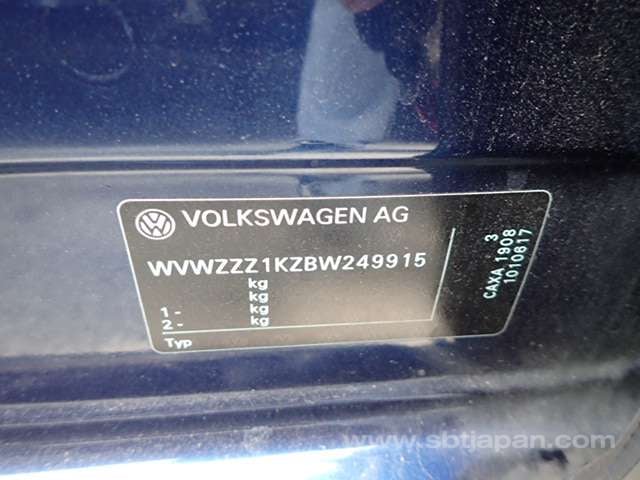 VOLKSWAGEN AG
WVWZZZ1KZBW249915
kg
kg
1 - kg
2 - kg
Typ
3
CAXA 1908
1010817
www.sbtjapan.com